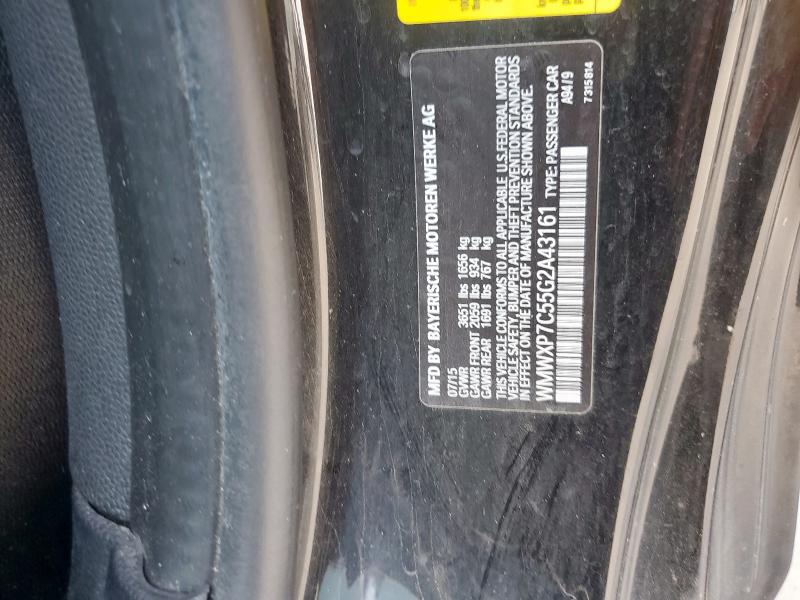 MFD BY BAYERISCHE MOTOREN WERKE AG
07/15
GVWR 3651 lbs 1656 kg
GAWR FRONT 2059 lbs 934 kg
GAWR REAR 1691 lbs 767 kg
THIS VEHICLE CONFORMS TO ALL APPLICABLE U.S.FEDERAL MOTOR
VEHICLE SAFETY, BUMPER AND THEFT PREVENTION STANDARDS
IN EFFECT ON THE DATE OF MANUFACTURE SHOWN ABOVE.
WMWXP7C55G2A43161 TYPE: PASSENGER CAR
A94/9
7315814